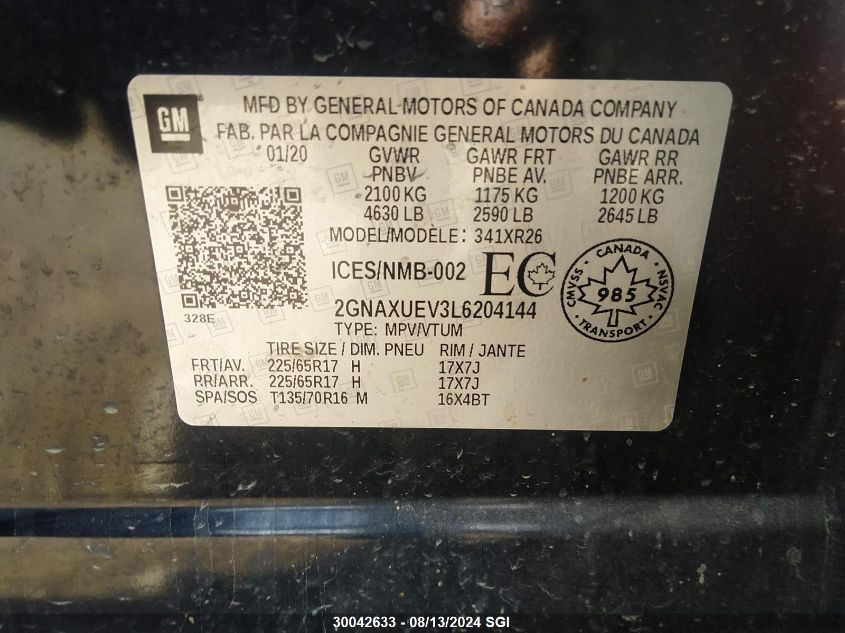 GM
MFD BY GENERAL MOTORS OF CANADA COMPANY
FAB. PAR LA COMPAGNIE GENERAL MOTORS DU CANADA
01/20 GVWR GAWR FRT GAWR RR
PNBV PNBE AV. PNBE ARR.
2100 KG 1175 KG 1200 KG
4630 LB 2590 LB 2645 LB
MODEL/MODÈLE: 341XR26
ICES/NMB-002 EC
CANADA
CMVSS 985 NSVAC
TRANSPORT
328E
2GNAXUEV3L6204144
TYPE: MPV/VTUM
TIRE SIZE / DIM. PNEU RIM / JANTE
FRT/AV. 225/65R17 H 17X7J
RR/ARR. 225/65R17 H 17X7J
SPA/SOS T135/70R16 M 16X4BT
30042633 - 08/13/2024 SGI